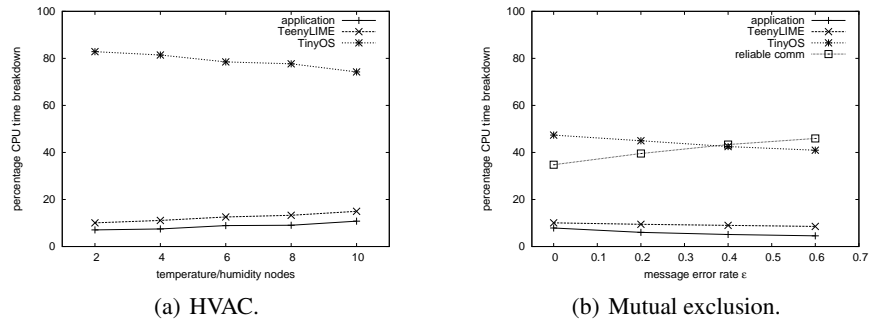 percentage CPU time breakdown
100
80
60
40
20
0
application
TeenyLIME
TinyOS
2
4
6
8
10
temperature/humidity nodes
(a) HVAC.
percentage CPU time breakdown
100
80
60
40
20
0
application
TeenyLIME
TinyOS
reliable comm
0
0.1
0.2
0.3
0.4
0.5
0.6
0.7
message error rate ε
(b) Mutual exclusion.